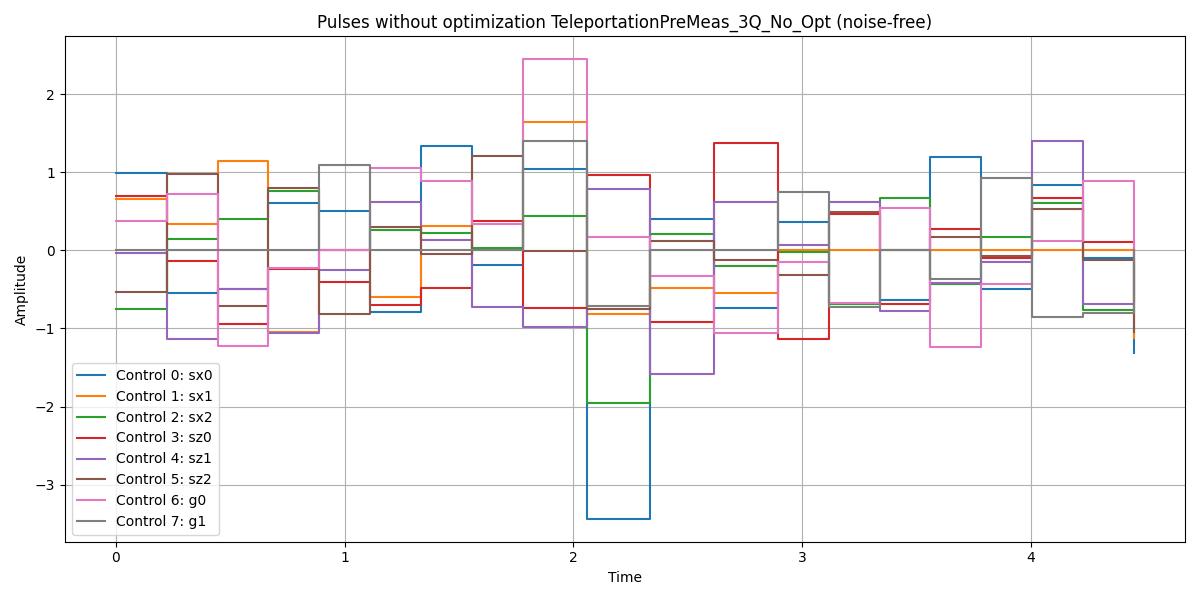 Pulses without optimization TeleportationPreMeas_3Q_No_Opt (noise-free)
Amplitude
2
1
0
−1
−2
−3
Control 0: sx0
Control 1: sx1
Control 2: sx2
Control 3: sz0
Control 4: sz1
Control 5: sz2
Control 6: g0
Control 7: g1
0 1 2 3 4
Time